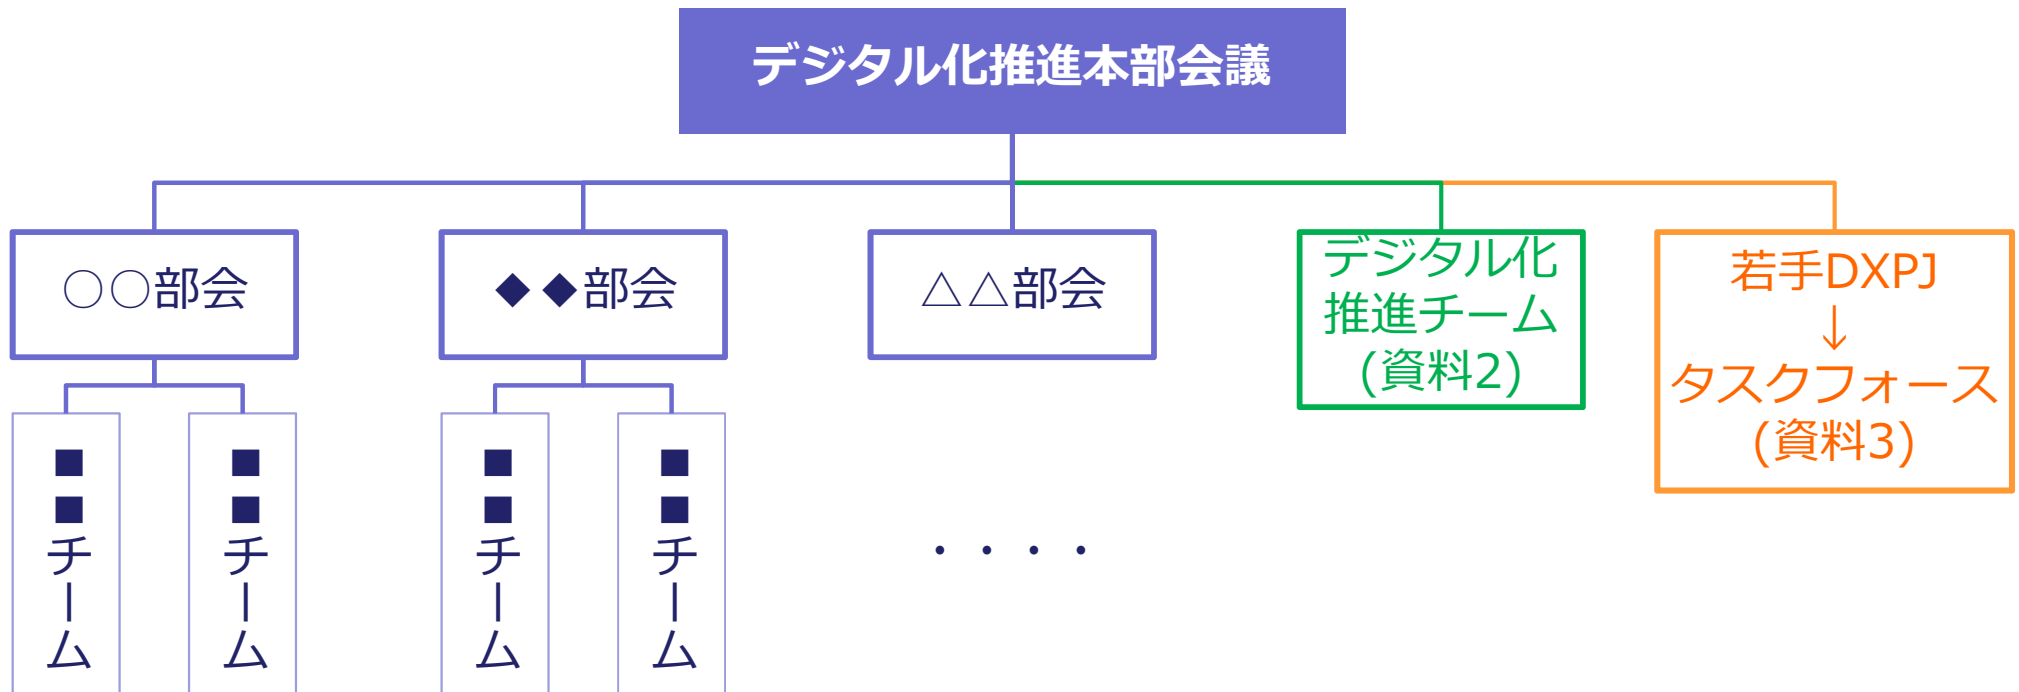 デジタル化推進本部会議
○○部会
◆◆部会
△△部会
デジタル化
推進チーム
(資料2)
若手DXPJ
↓
タスクフォース
(資料3)
■■チーム
■■チーム
■■チーム
■■チーム
・・・・